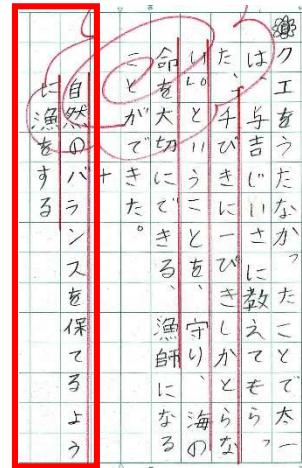 クエをうたなかったことで太一
は、与吉じいさに教えてもらっ
た、千びきに一ぴきしかとらな
い。ということを、守り、海の
命を大切にできる、漁師になる
ことができた。
+
自然のバランスを保てるよう
に漁をする